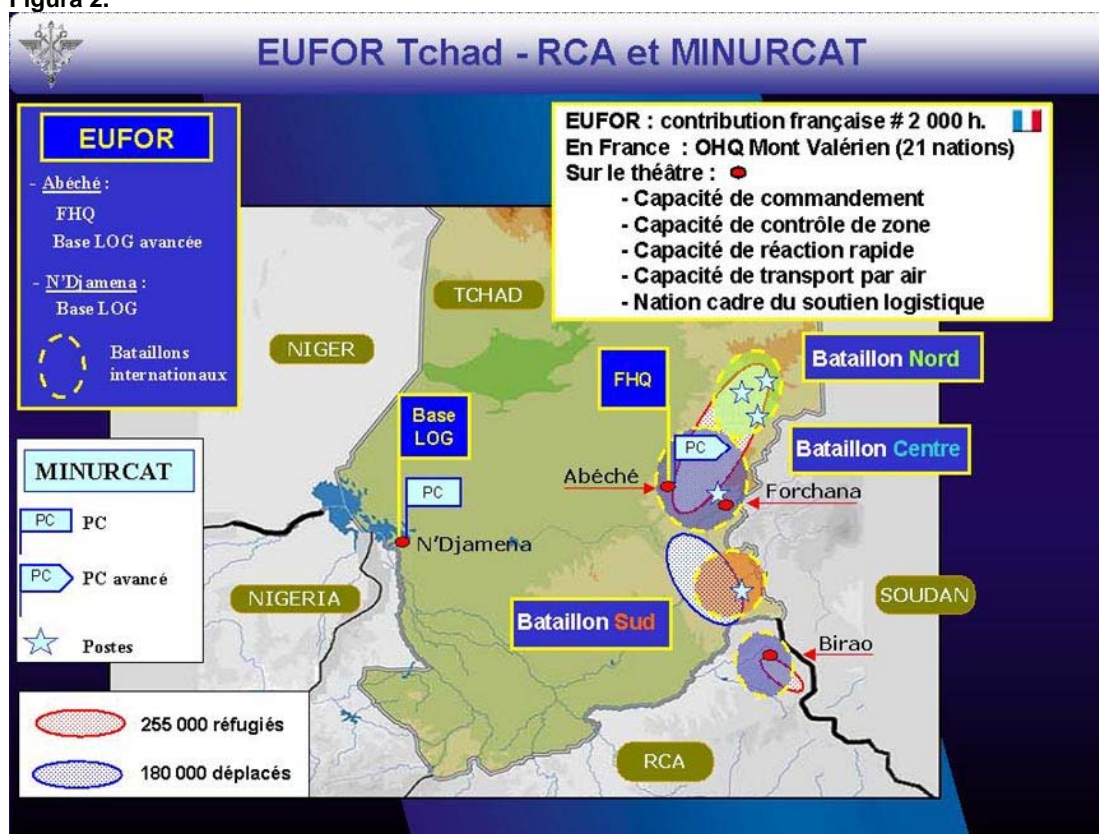 Figura 2.
EUFOR Tchad - RCA et MINURCAT
EUFOR
- Abéché :
FHQ
Base LOG avancée
- N'Djamena :
Base LOG
Bataillons
internationaux
EUFOR : contribution française # 2 000 h.
En France : OHQ Mont Valérien (21 nations)
Sur le théâtre :
- Capacité de commandement
- Capacité de contrôle de zone
- Capacité de réaction rapide
- Capacité de transport par air
- Nation cadre du soutien logistique
TCHAD
NIGER
FHQ
Bataillon Nord
Base
LOG
PC
Bataillon Centre
PC
Abéché
Forchana
N'Djamena
MINURCAT
PC PC
PC PC avancé
Postes
NIGERIA
SOUDAN
Bataillon Sud
Birao
RCA
255 000 réfugiés
180 000 déplacés